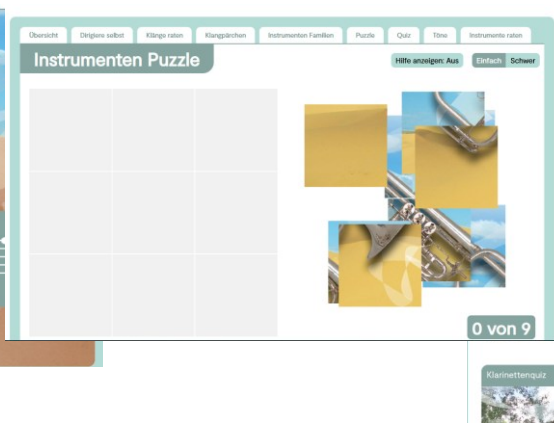 Übersicht Dirigiere selbst Klänge raten Klangpärchen Instrumenten Familien Puzzle Quiz Töne Instrumente raten
Instrumenten Puzzle
Hilfe anzeigen: Aus Einfach Schwer
0 von 9
Klarinettenquiz